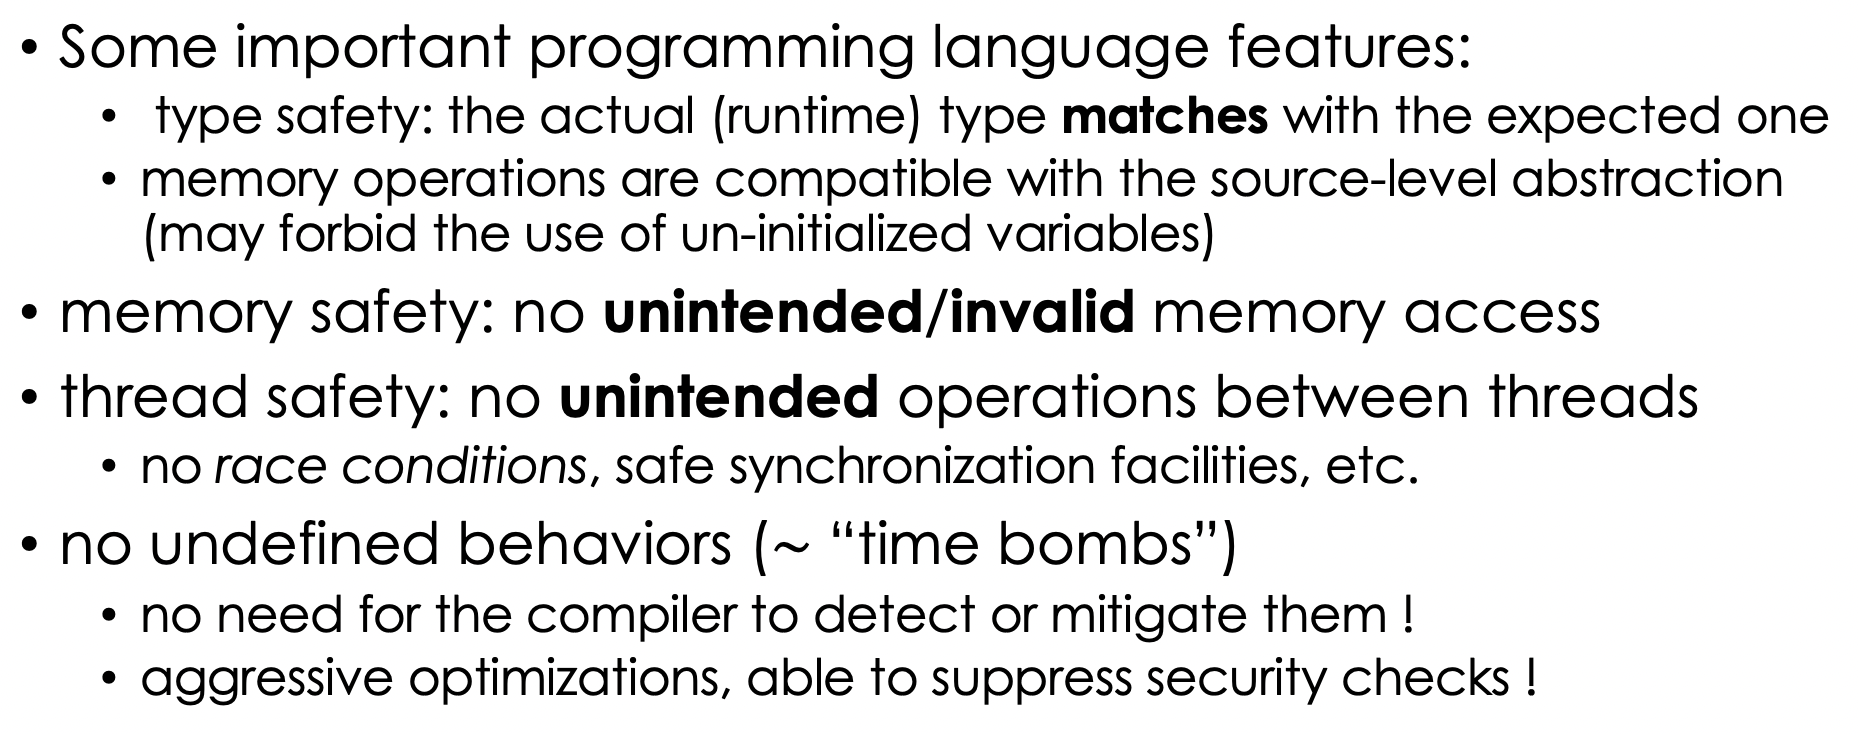 • Some important programming language features:
• type safety: the actual (runtime) type matches with the expected one
• memory operations are compatible with the source-level abstraction
(may forbid the use of un-initialized variables)
• memory safety: no unintended/invalid memory access
• thread safety: no unintended operations between threads
• no race conditions, safe synchronization facilities, etc.
• no undefined behaviors (~ “time bombs”)
• no need for the compiler to detect or mitigate them !
• aggressive optimizations, able to suppress security checks !